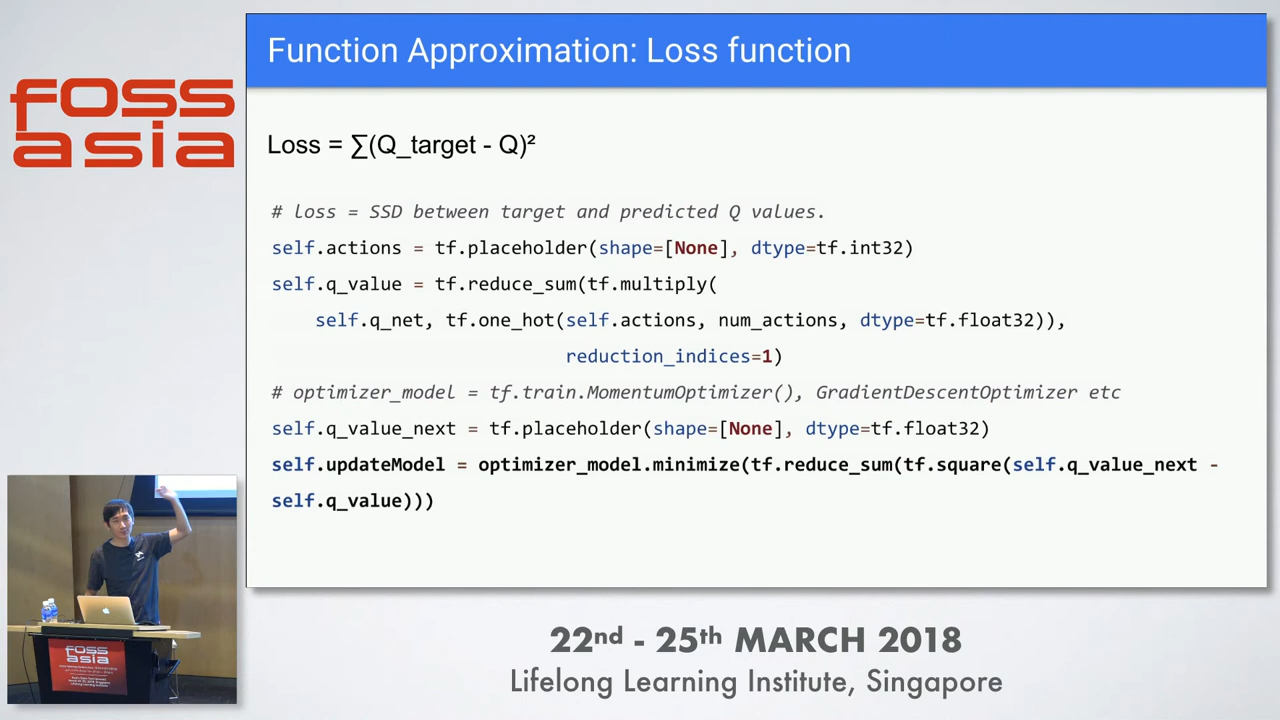 foss
asia
Function Approximation: Loss function
Loss = ∑(Q_target - Q)²
# loss = SSD between target and predicted Q values.
self.actions = tf.placeholder(shape=[None], dtype=tf.int32)
self.q_value = tf.reduce_sum(tf.multiply(
self.q_net, tf.one_hot(self.actions, num_actions, dtype=tf.float32)),
reduction_indices=1)
# optimizer_model = tf.train.MomentumOptimizer(), GradientDescentOptimizer etc
self.q_value_next = tf.placeholder(shape=[None], dtype=tf.float32)
self.updateModel = optimizer_model.minimize(tf.reduce_sum(tf.square(self.q_value_next -
self.q_value)))
foss
asia
22nd - 25th MARCH 2018
Lifelong Learning Institute, Singapore